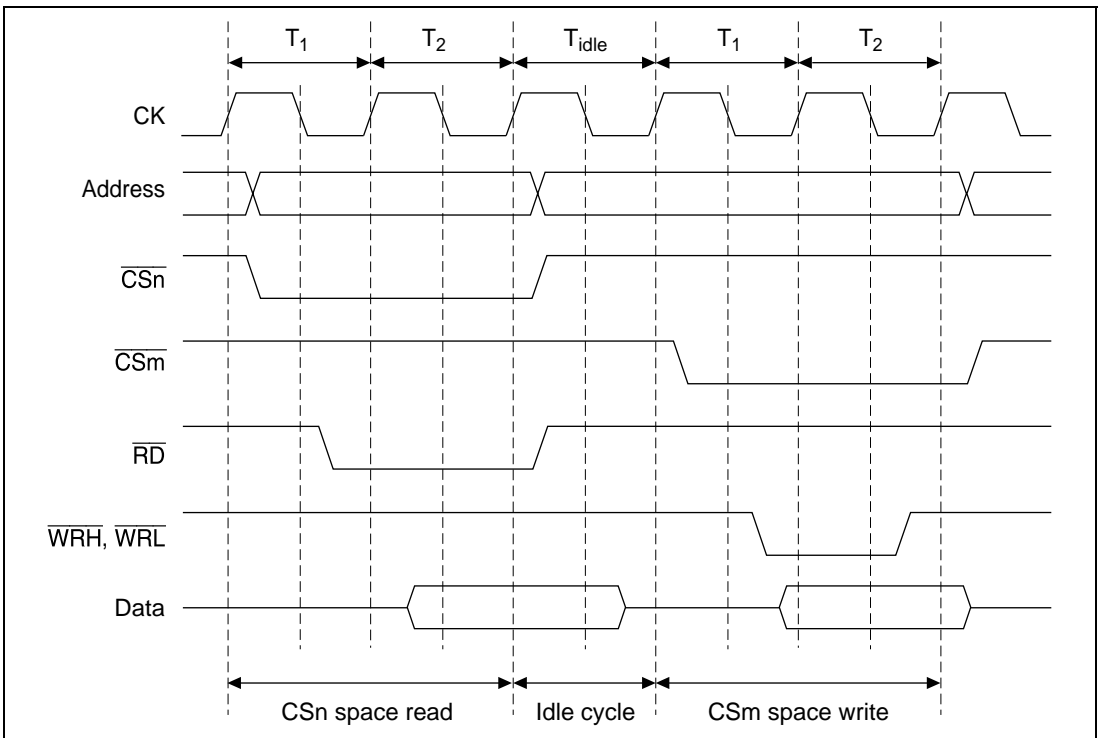 T1 T2 Tidle T1 T2
CK
Address
CSn
CSm
RD
WRH, WRL
Data
CSn space read Idle cycle CSm space write